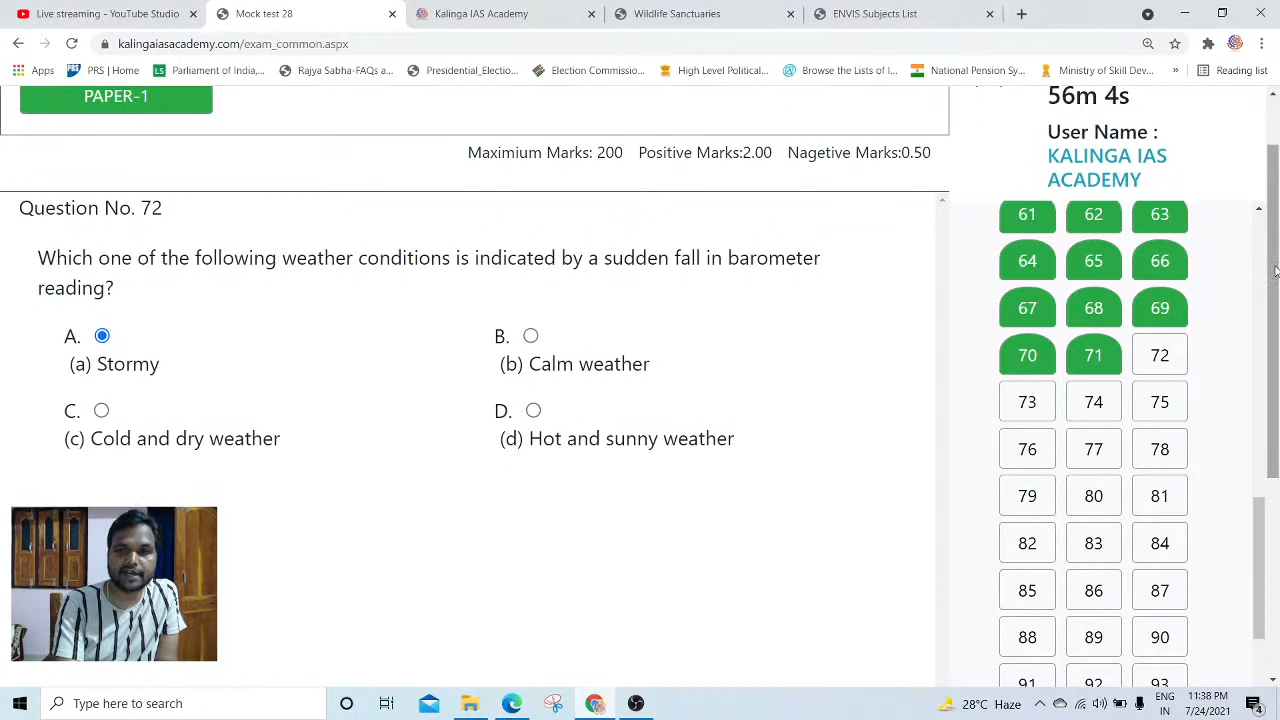 Live streaming - YouTube Studio
Mock test 28
Kalinga IAS Academy
Wildlife Sanctuaries
ENVIS Subjects List
kalingaiasacademy.com/exam_common.aspx
Apps
PRS | Home
Parliament of India,...
Rajya Sabha-FAQs a...
Presidential_Electio...
Election Commissio...
High Level Political...
Browse the Lists of I...
National Pension Sy...
Ministry of Skill Dev...
»
Reading list
PAPER-1
56m 4s
Maximium Marks: 200 Positive Marks:2.00 Nagetive Marks:0.50
User Name :
KALINGA IAS
ACADEMY
Question No. 72
Which one of the following weather conditions is indicated by a sudden fall in barometer
reading?
A.
(a) Stormy
B.
(b) Calm weather
C.
(c) Cold and dry weather
D.
(d) Hot and sunny weather
61 62 63
64 65 66
67 68 69
70 71 72
73 74 75
76 77 78
79 80 81
82 83 84
85 86 87
88 89 90
91 92 93
Type here to search
28°C Haze
ENG
IN
11:38 PM
7/24/2021
4